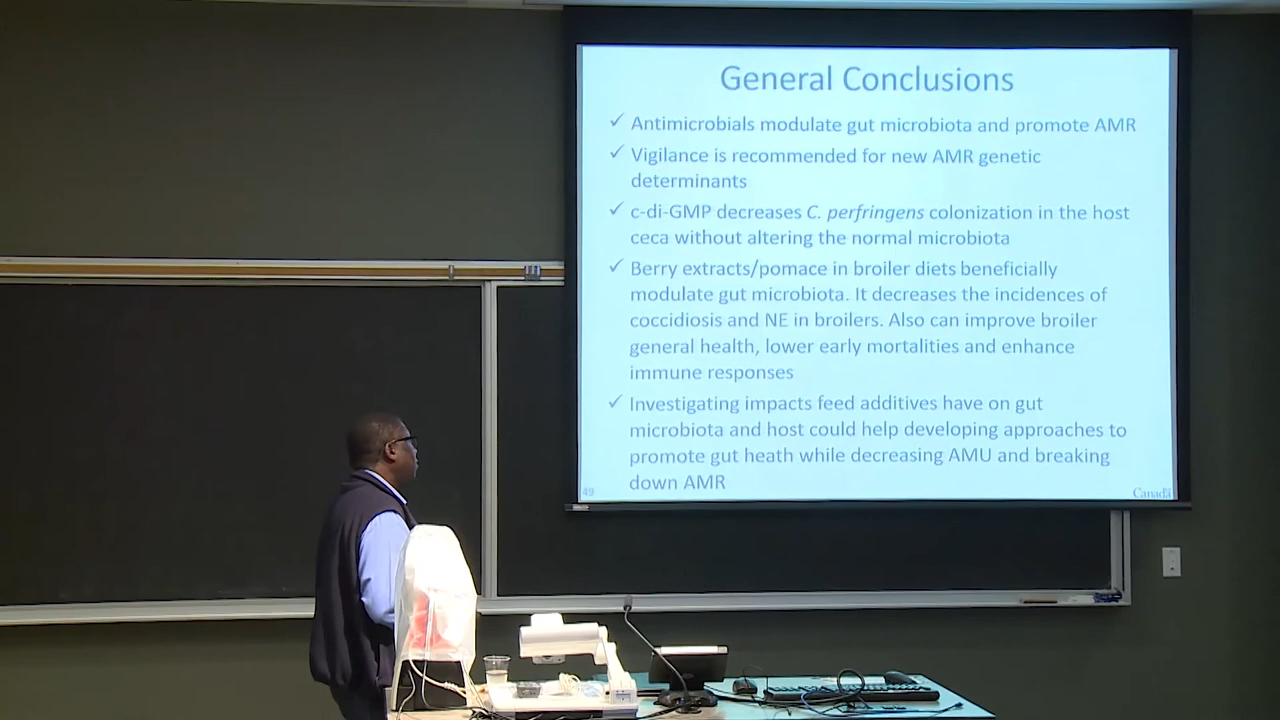 General Conclusions
✓ Antimicrobials modulate gut microbiota and promote AMR
✓ Vigilance is recommended for new AMR genetic
determinants
✓ c-di-GMP decreases C. perfringens colonization in the host
ceca without altering the normal microbiota
✓ Berry extracts/pomace in broiler diets beneficially
modulate gut microbiota. It decreases the incidences of
coccidiosis and NE in broilers. Also can improve broiler
general health, lower early mortalities and enhance
immune responses
✓ Investigating impacts feed additives have on gut
microbiota and host could help developing approaches to
promote gut heath while decreasing AMU and breaking
down AMR
49
Canada